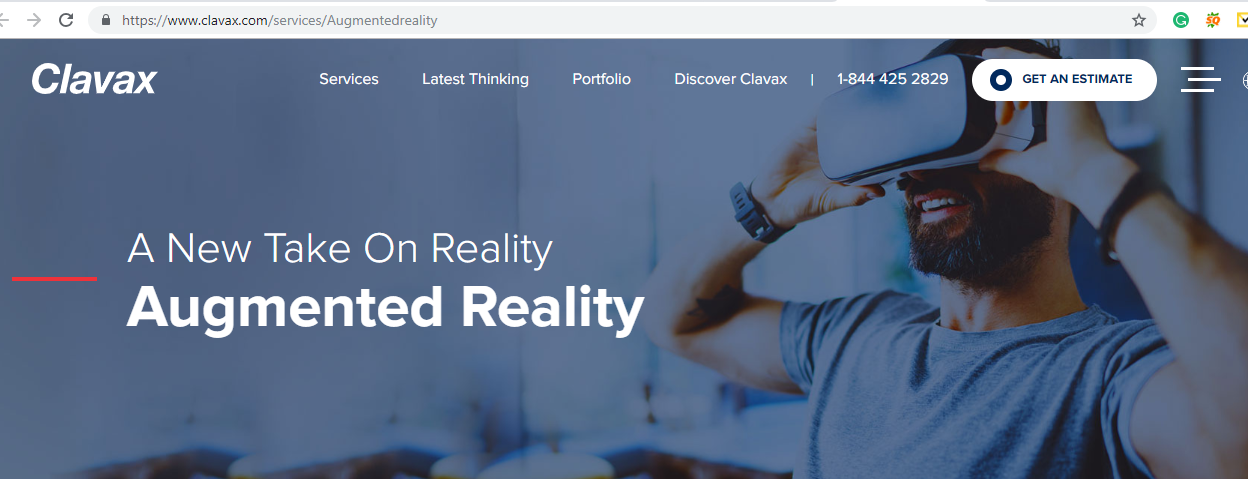 https://www.clavax.com/services/Augmentedreality
Clavax
Services
Latest Thinking
Portfolio
Discover Clavax
|
1-844 425 2829
GET AN ESTIMATE
A New Take On Reality
Augmented Reality